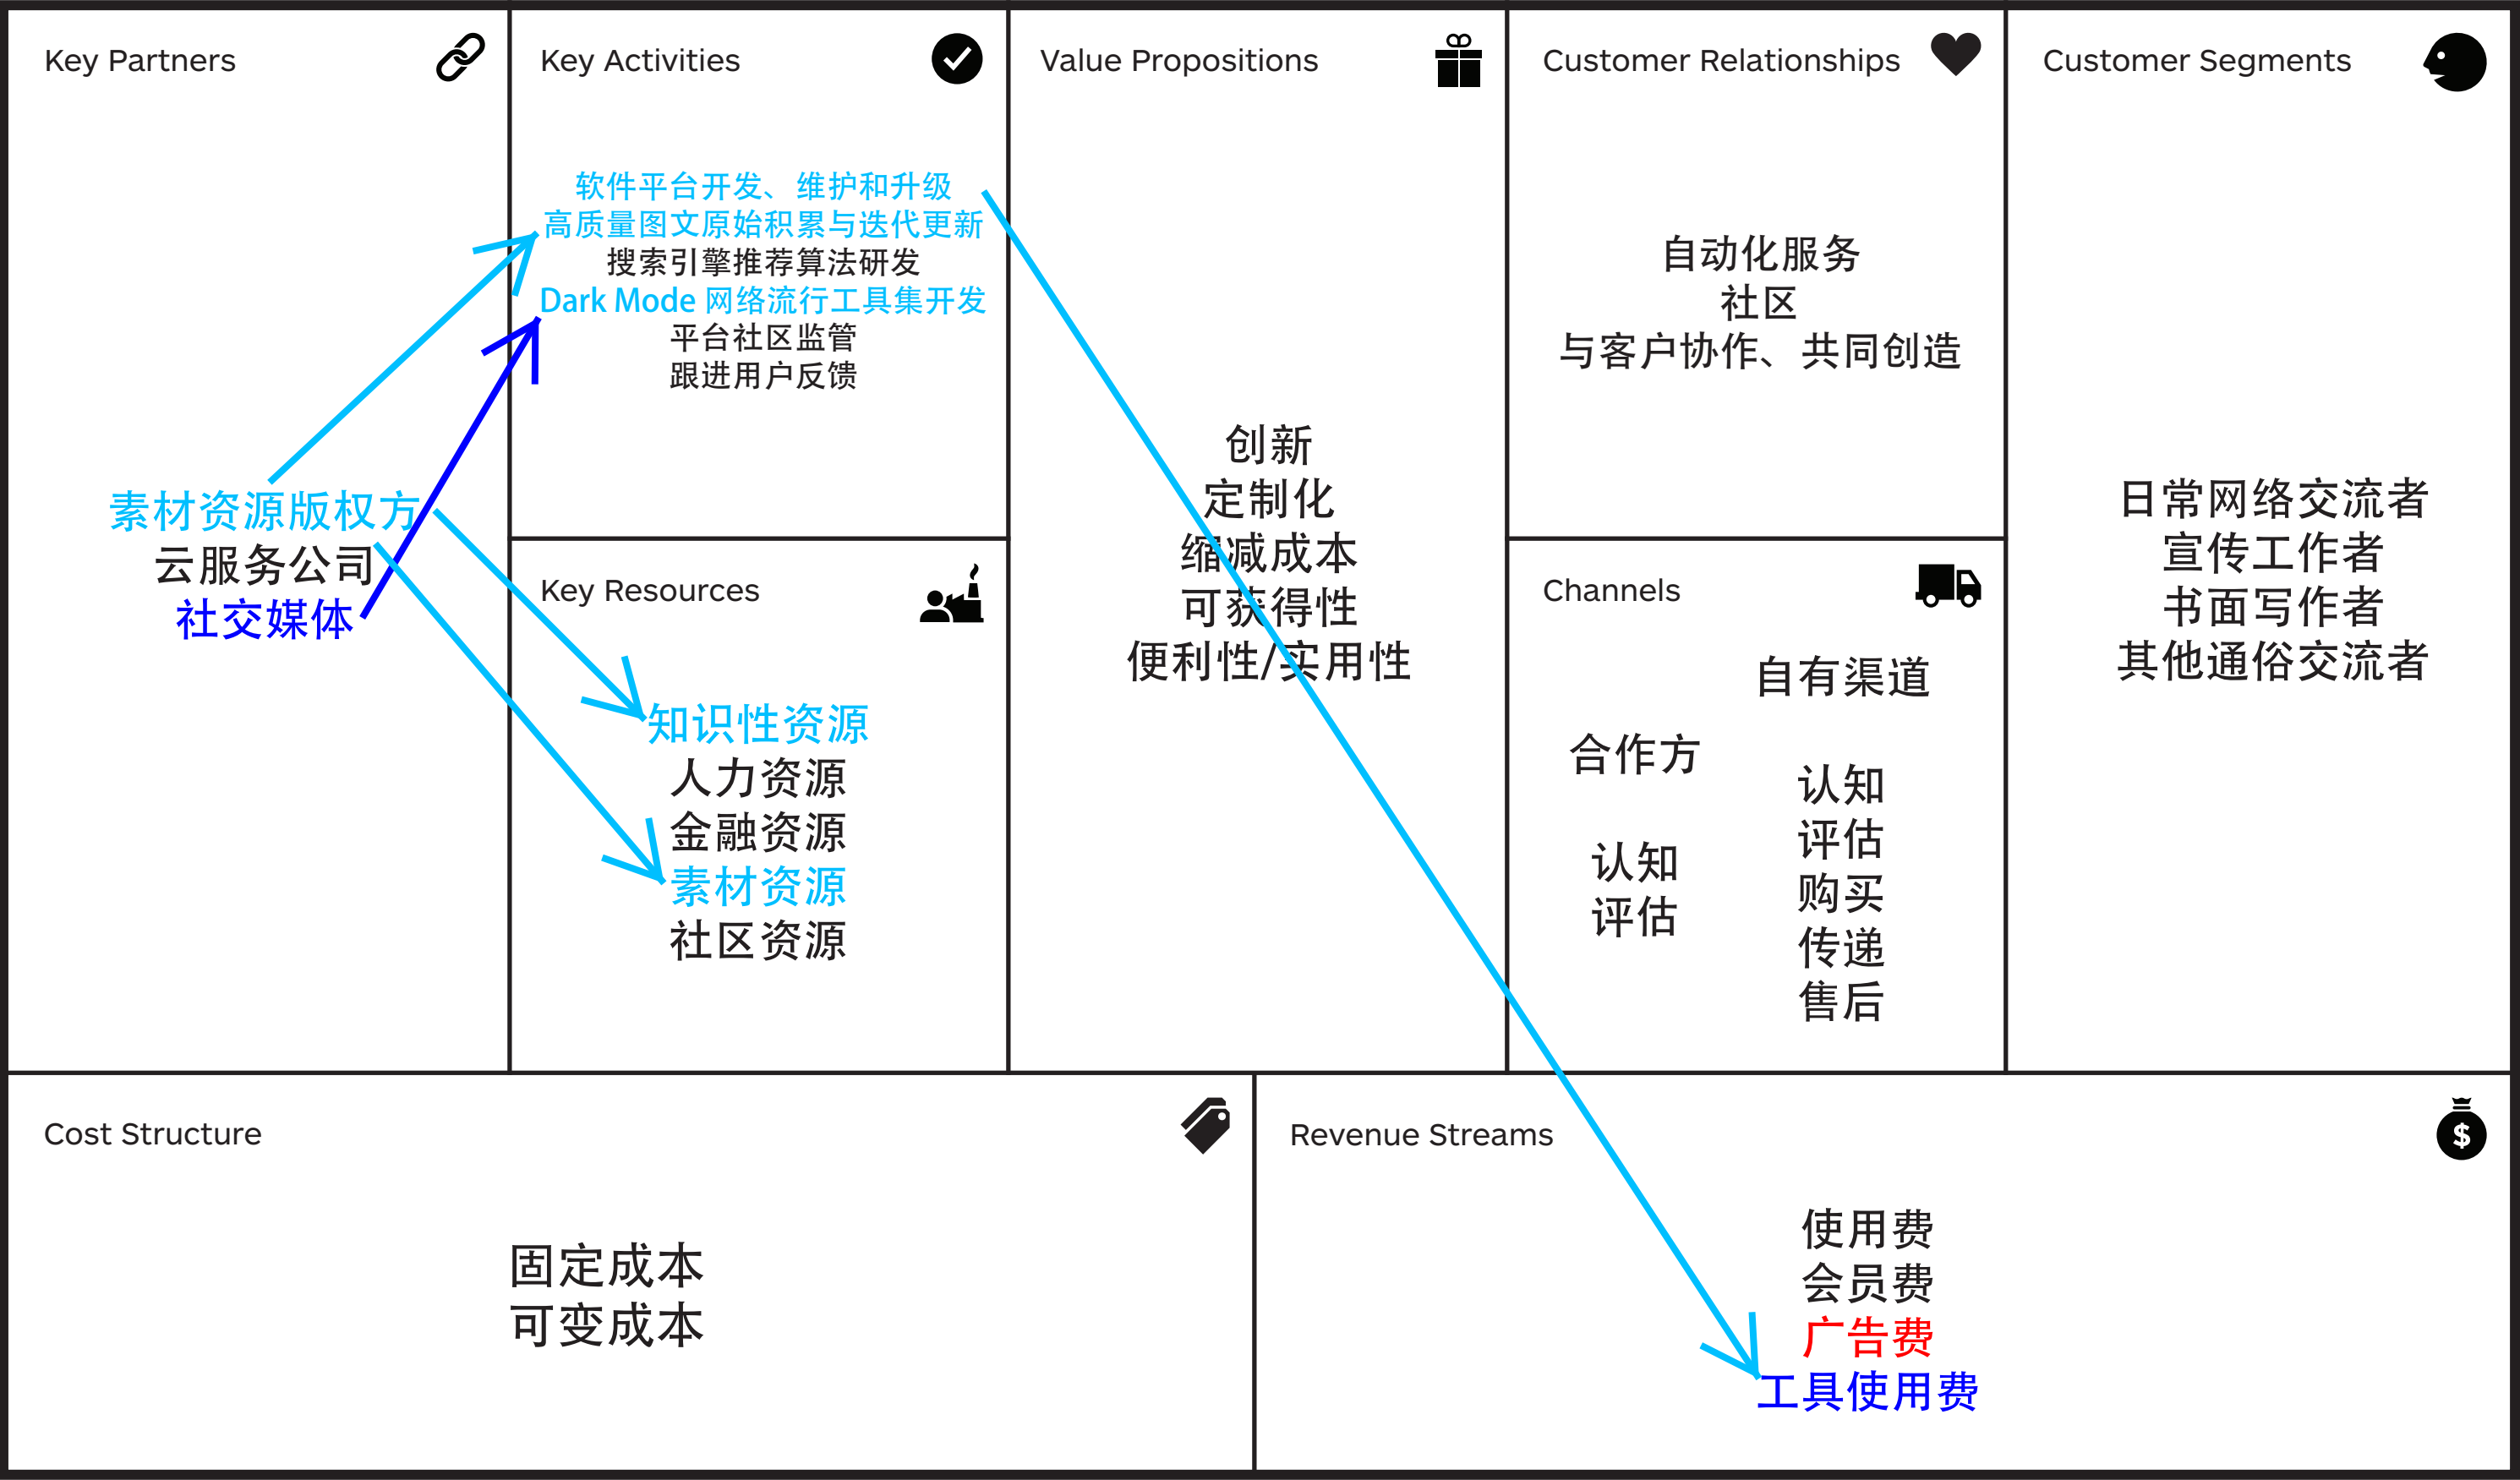 Key Partners
素材资源版权方
云服务公司
社交媒体
Key Activities
软件平台开发、维护和升级
高质量图文原始积累与迭代更新
搜索引擎推荐算法研发
Dark Mode 网络流行工具集开发
平台社区监管
跟进用户反馈
Key Resources
知识性资源
人力资源
金融资源
素材资源
社区资源
Value Propositions
创新
定制化
缩减成本
可获得性
便利性/实用性
Customer Relationships
自动化服务
社区
与客户协作、共同创造
Channels
合作方
认知
评估
自有渠道
认知
评估
购买
传递
售后
Customer Segments
日常网络交流者
宣传工作者
书面写作者
其他通俗交流者
Cost Structure
固定成本
可变成本
Revenue Streams
$
使用费
会员费
广告费
工具使用费